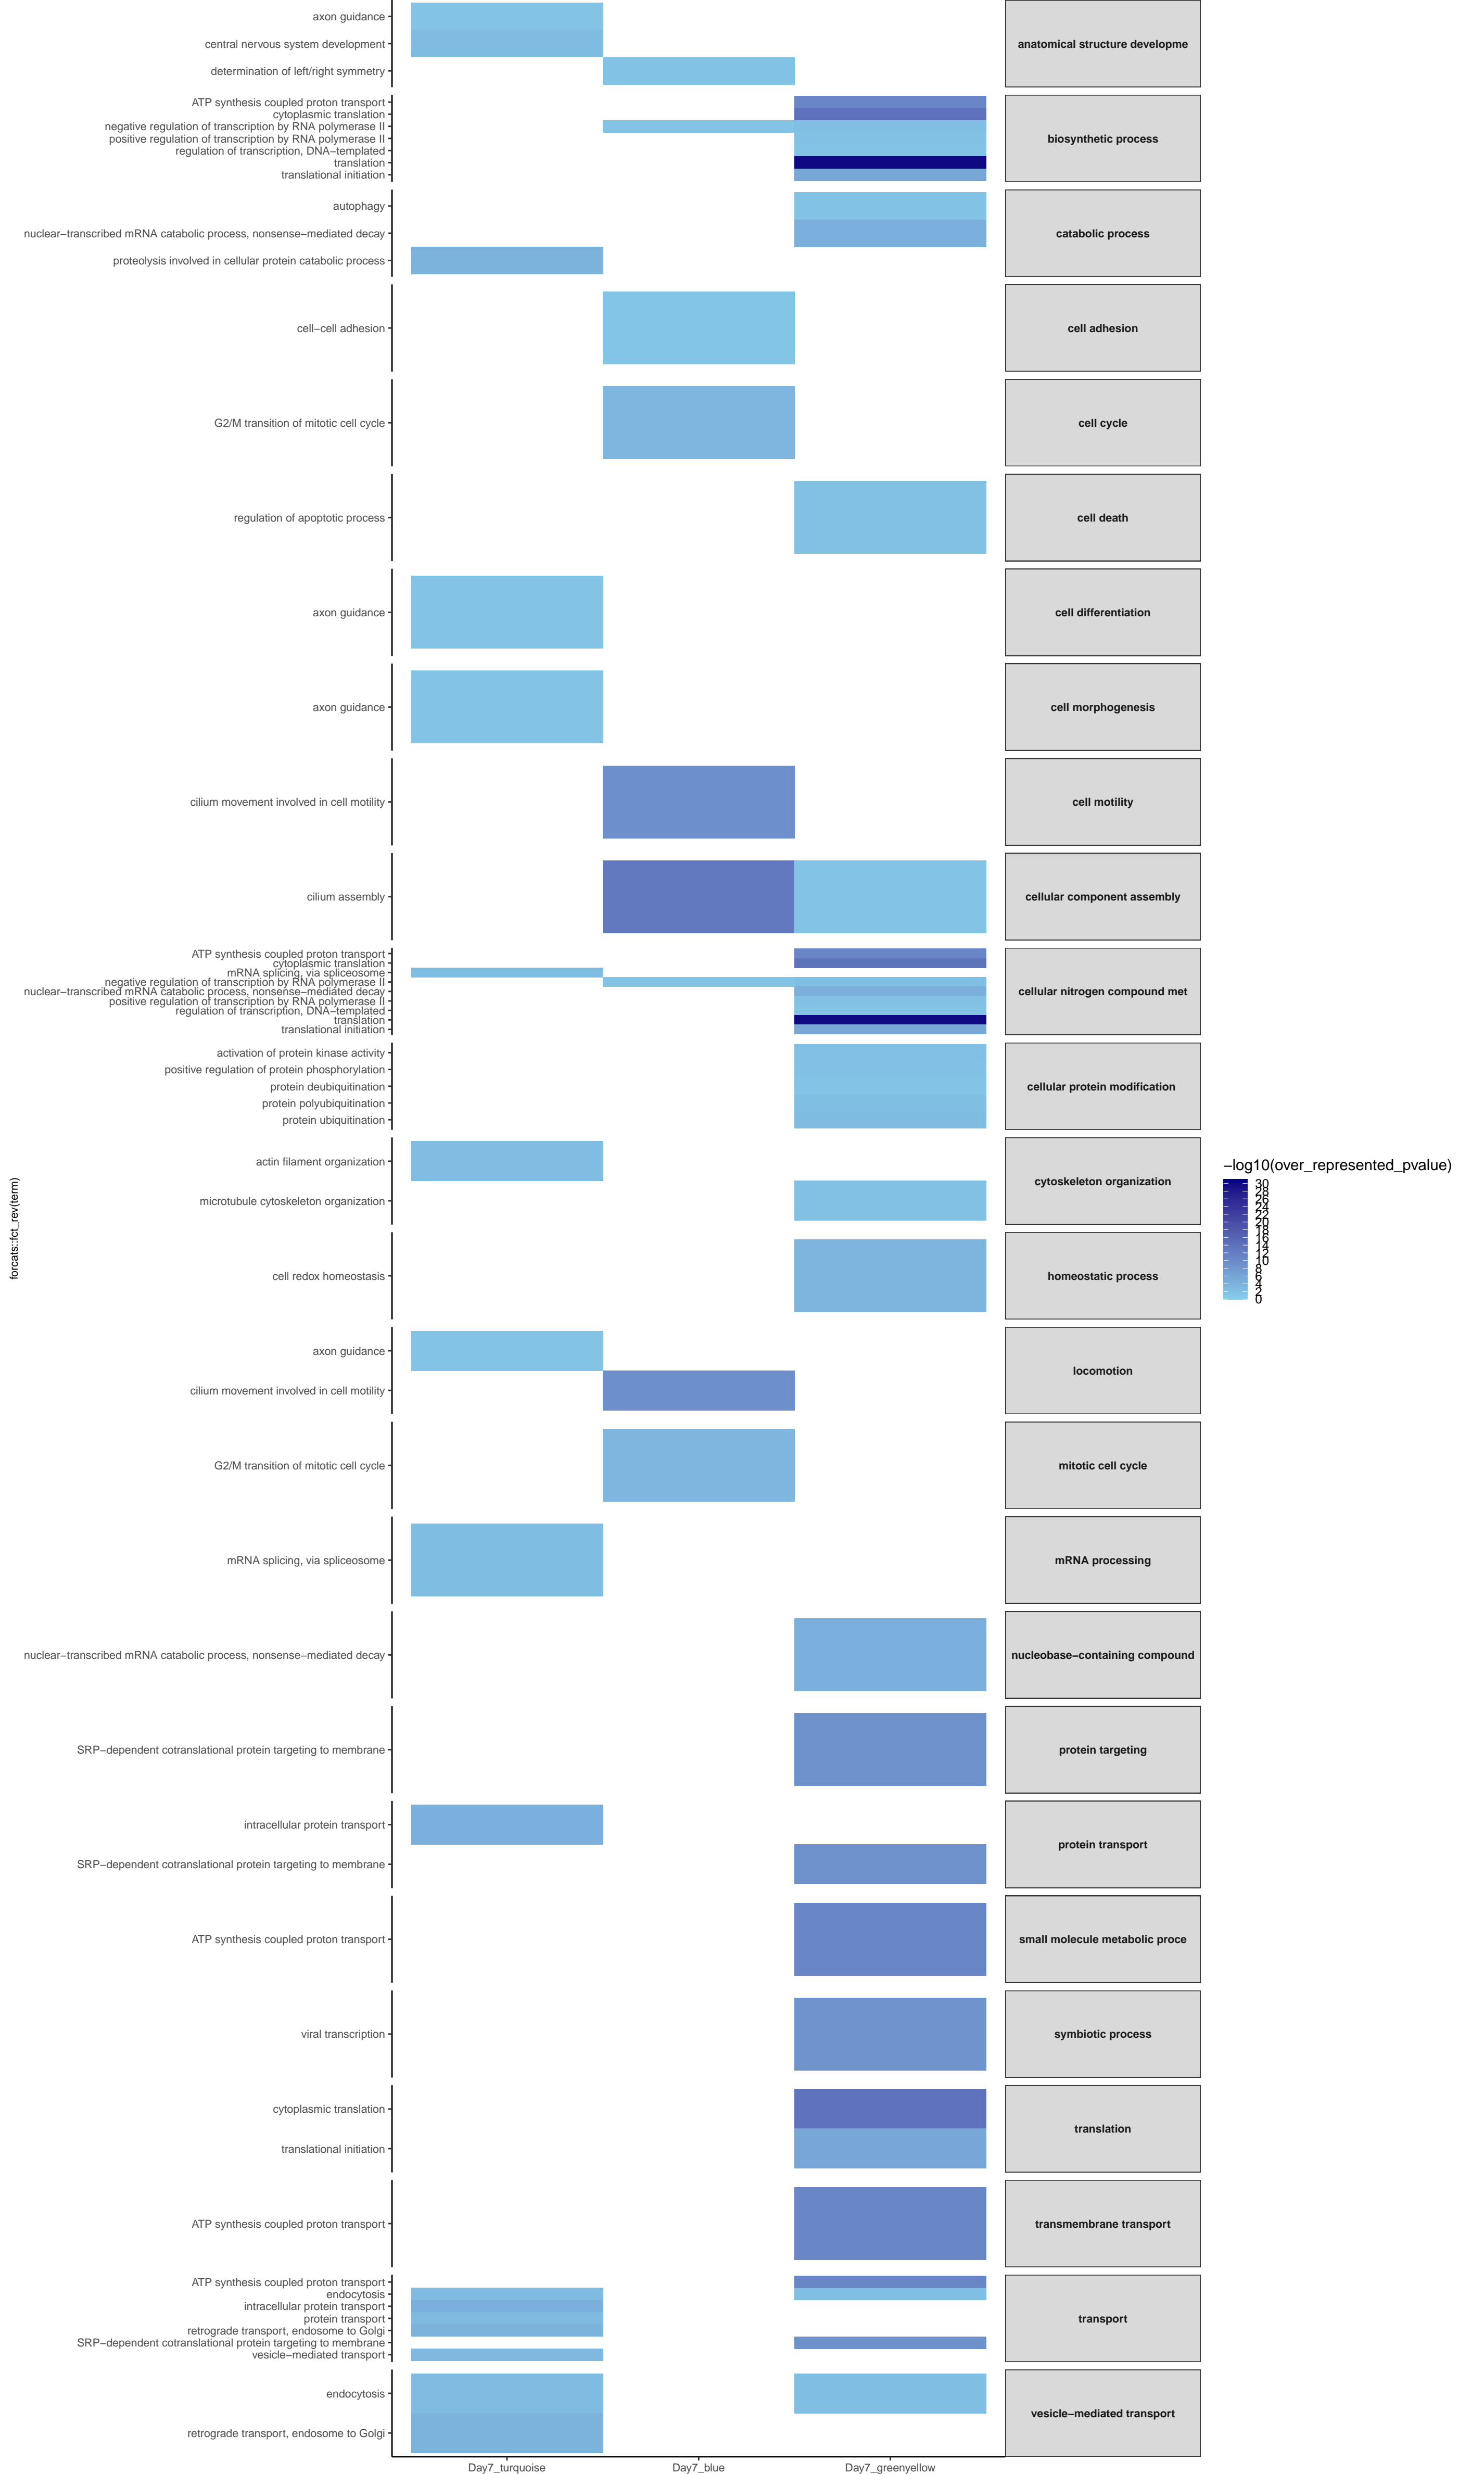 axon guidance
central nervous system development
determination of left/right symmetry
anatomical structure developme
ATP synthesis coupled proton transport
cytoplasmic translation
negative regulation of transcription by RNA polymerase II
positive regulation of transcription by RNA polymerase II
regulation of transcription, DNA−templated
translation
translational initiation
biosynthetic process
autophagy
nuclear−transcribed mRNA catabolic process, nonsense−mediated decay
proteolysis involved in cellular protein catabolic process
catabolic process
cell−cell adhesion
cell adhesion
G2/M transition of mitotic cell cycle
cell cycle
regulation of apoptotic process
cell death
axon guidance
cell differentiation
axon guidance
cell morphogenesis
cilium movement involved in cell motility
cell motility
cilium assembly
cellular component assembly
ATP synthesis coupled proton transport
cytoplasmic translation
mRNA splicing, via spliceosome
negative regulation of transcription by RNA polymerase II
nuclear−transcribed mRNA catabolic process, nonsense−mediated decay
positive regulation of transcription by RNA polymerase II
regulation of transcription, DNA−templated
translation
translational initiation
cellular nitrogen compound met
activation of protein kinase activity
positive regulation of protein phosphorylation
protein deubiquitination
protein polyubiquitination
protein ubiquitination
cellular protein modification
actin filament organization
microtubule cytoskeleton organization
cytoskeleton organization
cell redox homeostasis
homeostatic process
axon guidance
cilium movement involved in cell motility
locomotion
G2/M transition of mitotic cell cycle
mitotic cell cycle
mRNA splicing, via spliceosome
mRNA processing
nuclear−transcribed mRNA catabolic process, nonsense−mediated decay
nucleobase−containing compound
SRP−dependent cotranslational protein targeting to membrane
protein targeting
intracellular protein transport
SRP−dependent cotranslational protein targeting to membrane
protein transport
ATP synthesis coupled proton transport
small molecule metabolic proce
viral transcription
symbiotic process
cytoplasmic translation
translational initiation
translation
ATP synthesis coupled proton transport
transmembrane transport
ATP synthesis coupled proton transport
endocytosis
intracellular protein transport
protein transport
retrograde transport, endosome to Golgi
SRP−dependent cotranslational protein targeting to membrane
vesicle−mediated transport
transport
endocytosis
retrograde transport, endosome to Golgi
vesicle−mediated transport
Day7_turquoise
Day7_blue
Day7_greenyellow
forcats::fct_rev(term)
−log10(over_represented_pvalue)
30
28
26
24
22
20
18
16
14
12
10
8
6
4
2
0